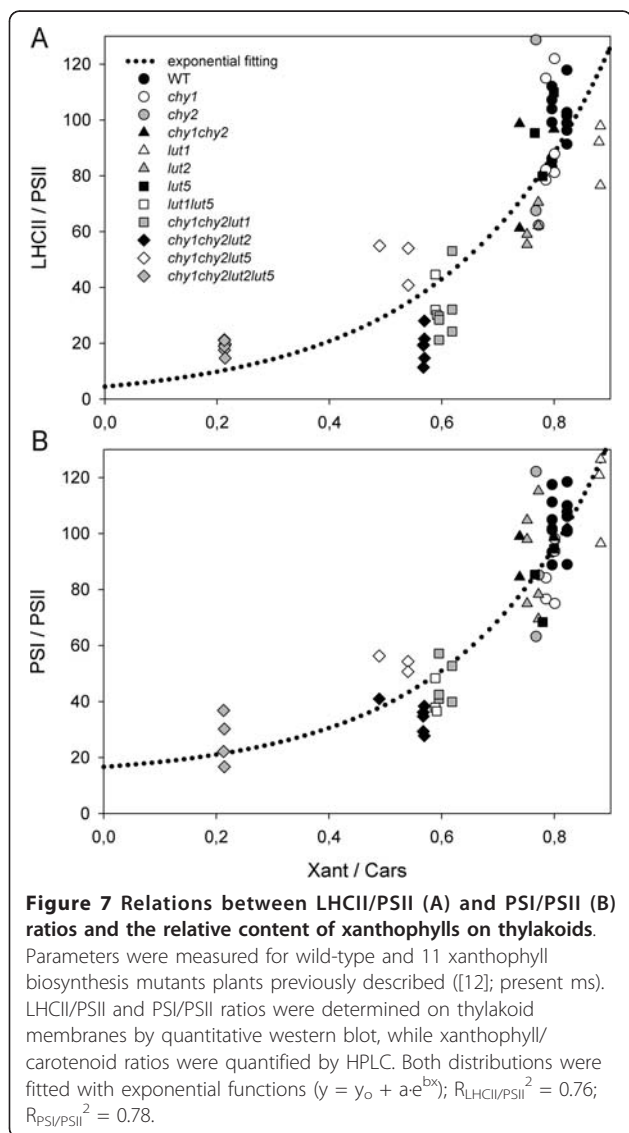 A
120
100
80
60
40
20
0
LHCII / PSII
exponential fitting
WT
chy1
chy2
chy1chy2
lut1
lut2
lut5
lut1lut5
chy1chy2lut1
chy1chy2lut2
chy1chy2lut5
chy1chy2lut2lut5
0,0 0,2 0,4 0,6 0,8
B
120
100
80
60
40
20
0
PSI / PSII
0,0 0,2 0,4 0,6 0,8
Xant / Cars
Figure 7 Relations between LHCII/PSII (A) and PSI/PSII (B)
ratios and the relative content of xanthophylls on thylakoids.
Parameters were measured for wild-type and 11 xanthophyll
biosynthesis mutants plants previously described ([12]; present ms).
LHCII/PSII and PSI/PSII ratios were determined on thylakoid
membranes by quantitative western blot, while xanthophyll/
carotenoid ratios were quantified by HPLC. Both distributions were
fitted with exponential functions (y = yo + a·e^bx); R LHCII/PSII 2 = 0.76;
R PSI/PSII 2 = 0.78.